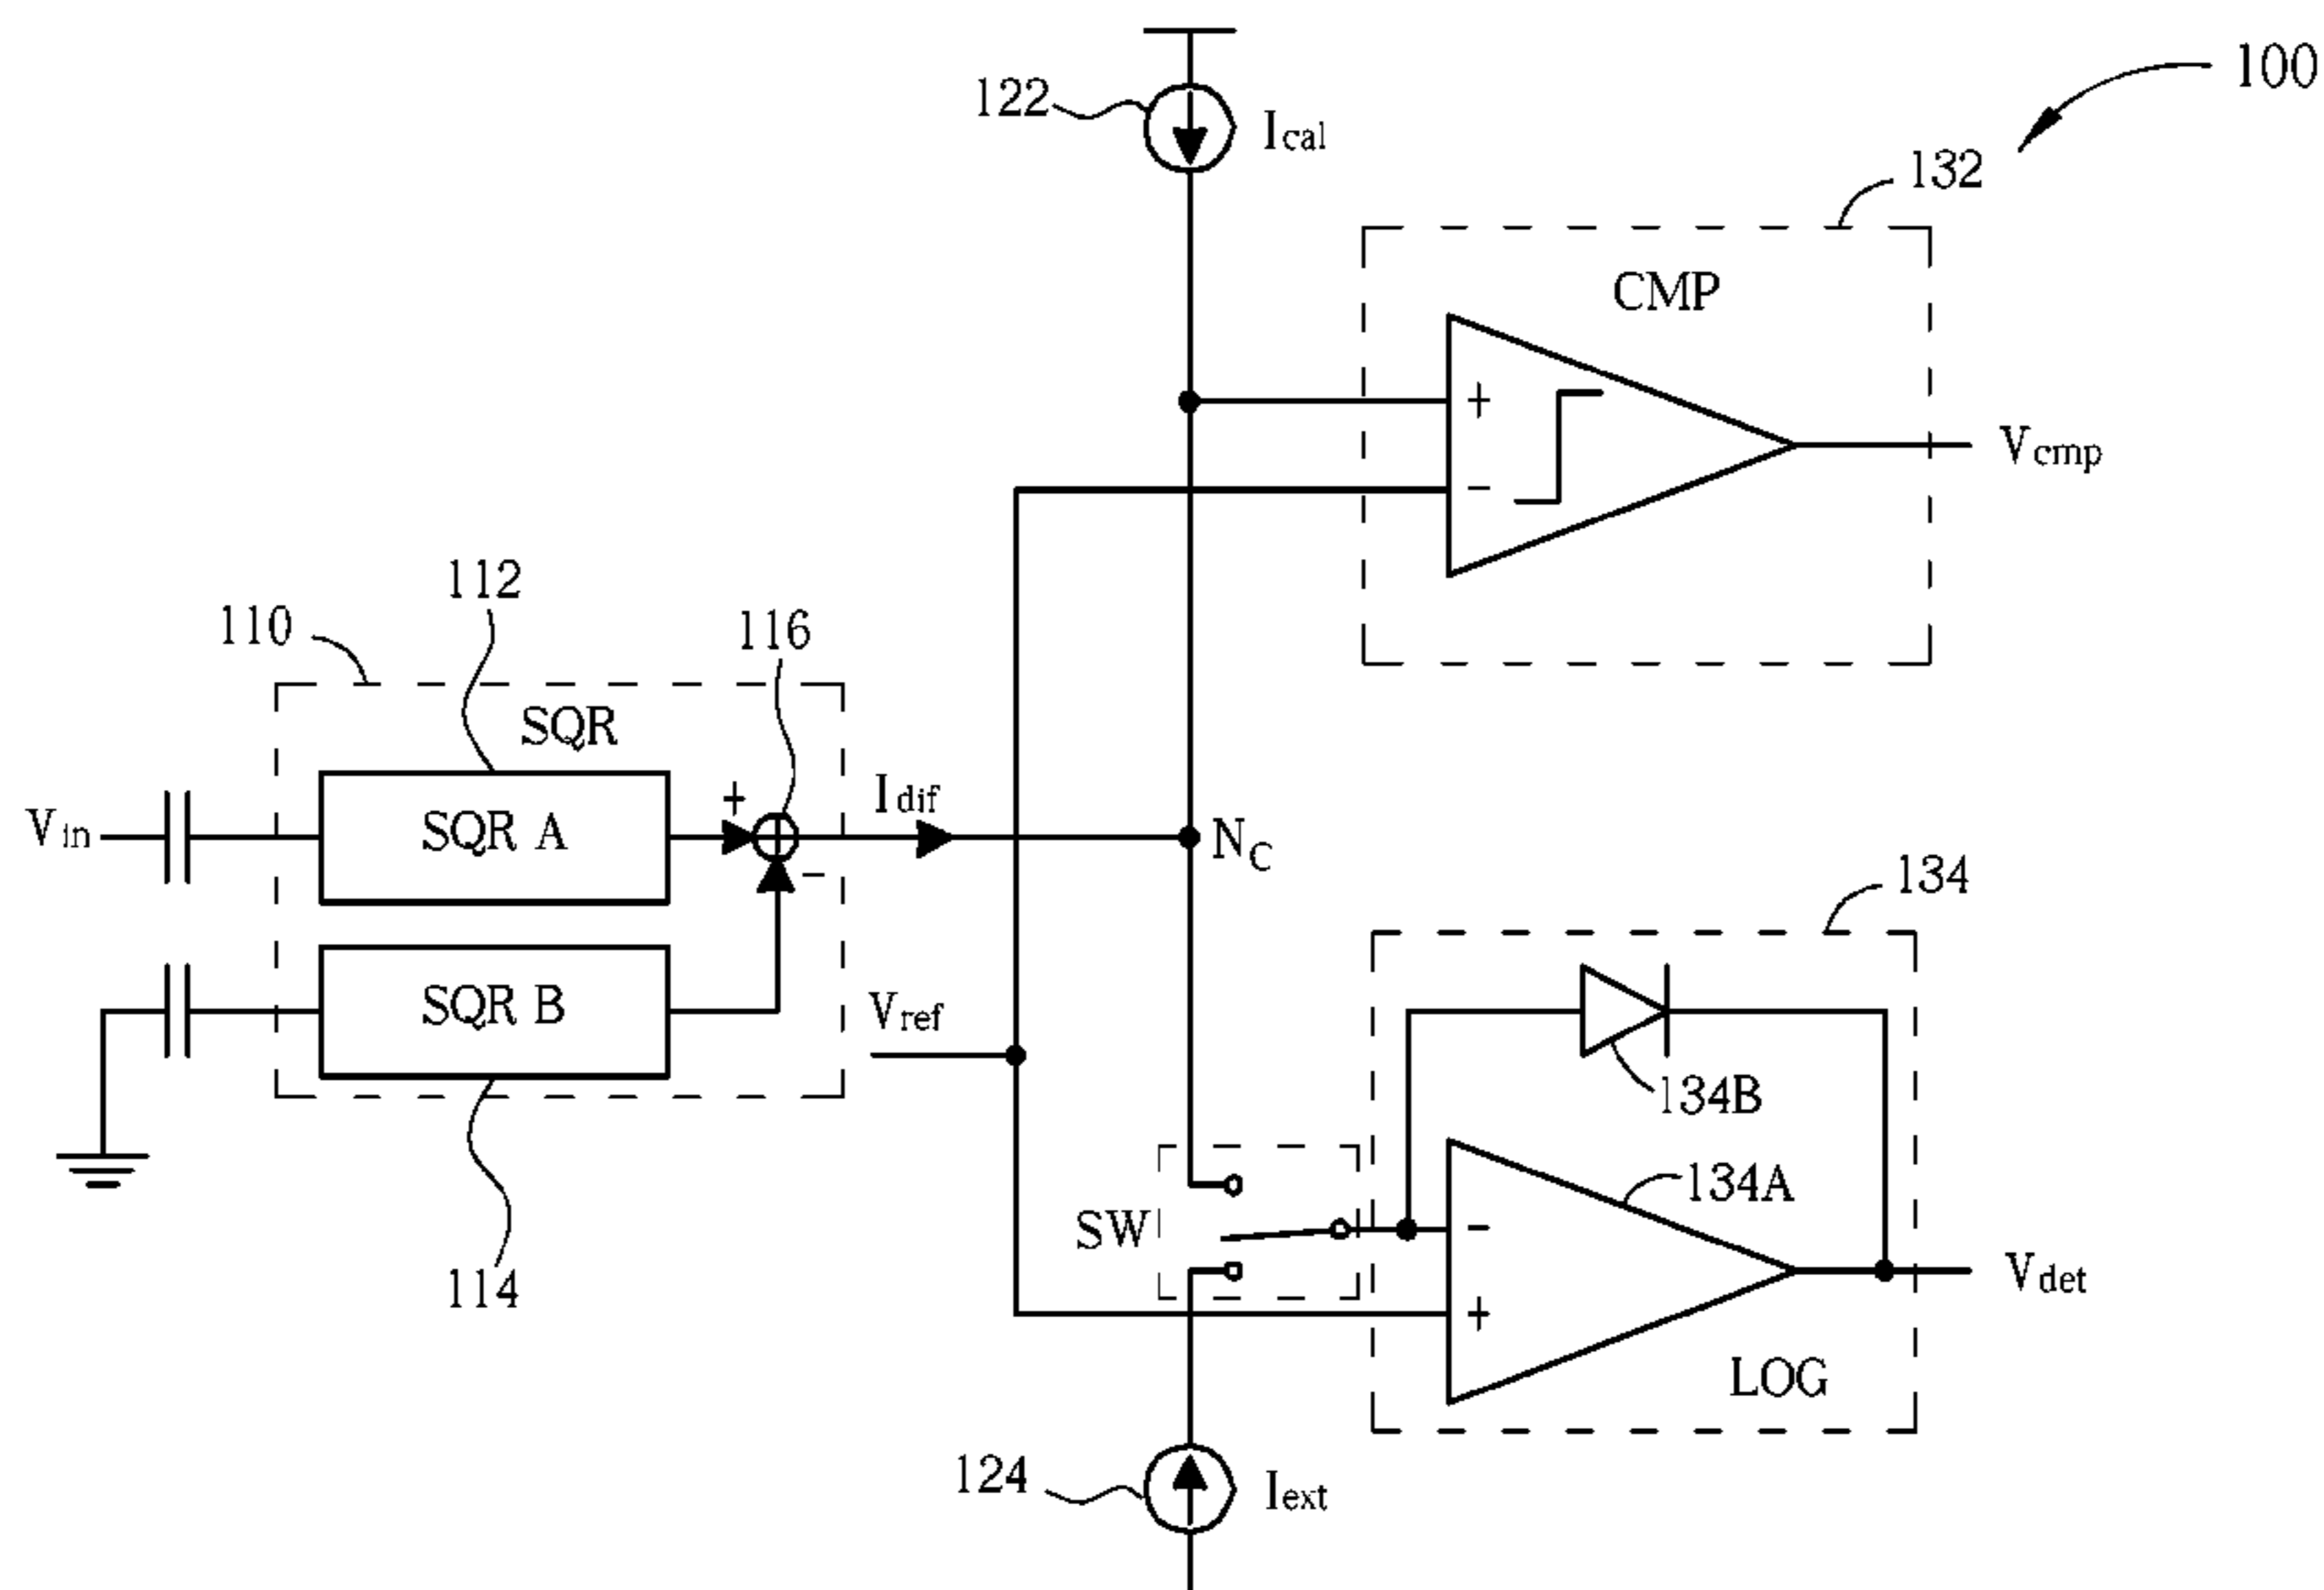 100
122
Ical
132
CMP
+
-
Vcmp
112
110
116
SQR
Vin
SQR A
+
-
Idif
NC
SQR B
Vref
114
134
134B
134A
SW
-
+
Vdet
LOG
124
Iext